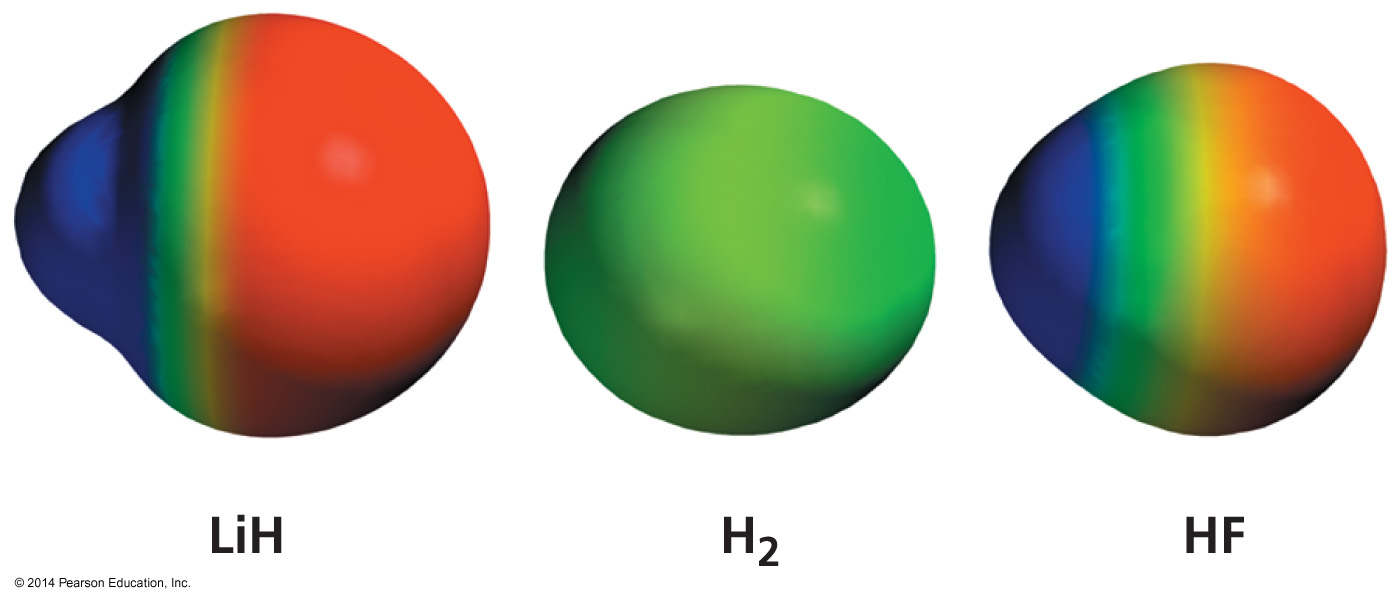 LiH H₂ HF
© 2014 Pearson Education, Inc.